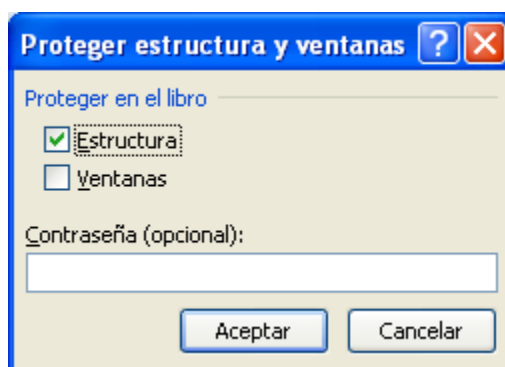 Proteger estructura y ventanas ?
Proteger en el libro
Estructura
Ventanas
Contraseña (opcional):
Aceptar Cancelar